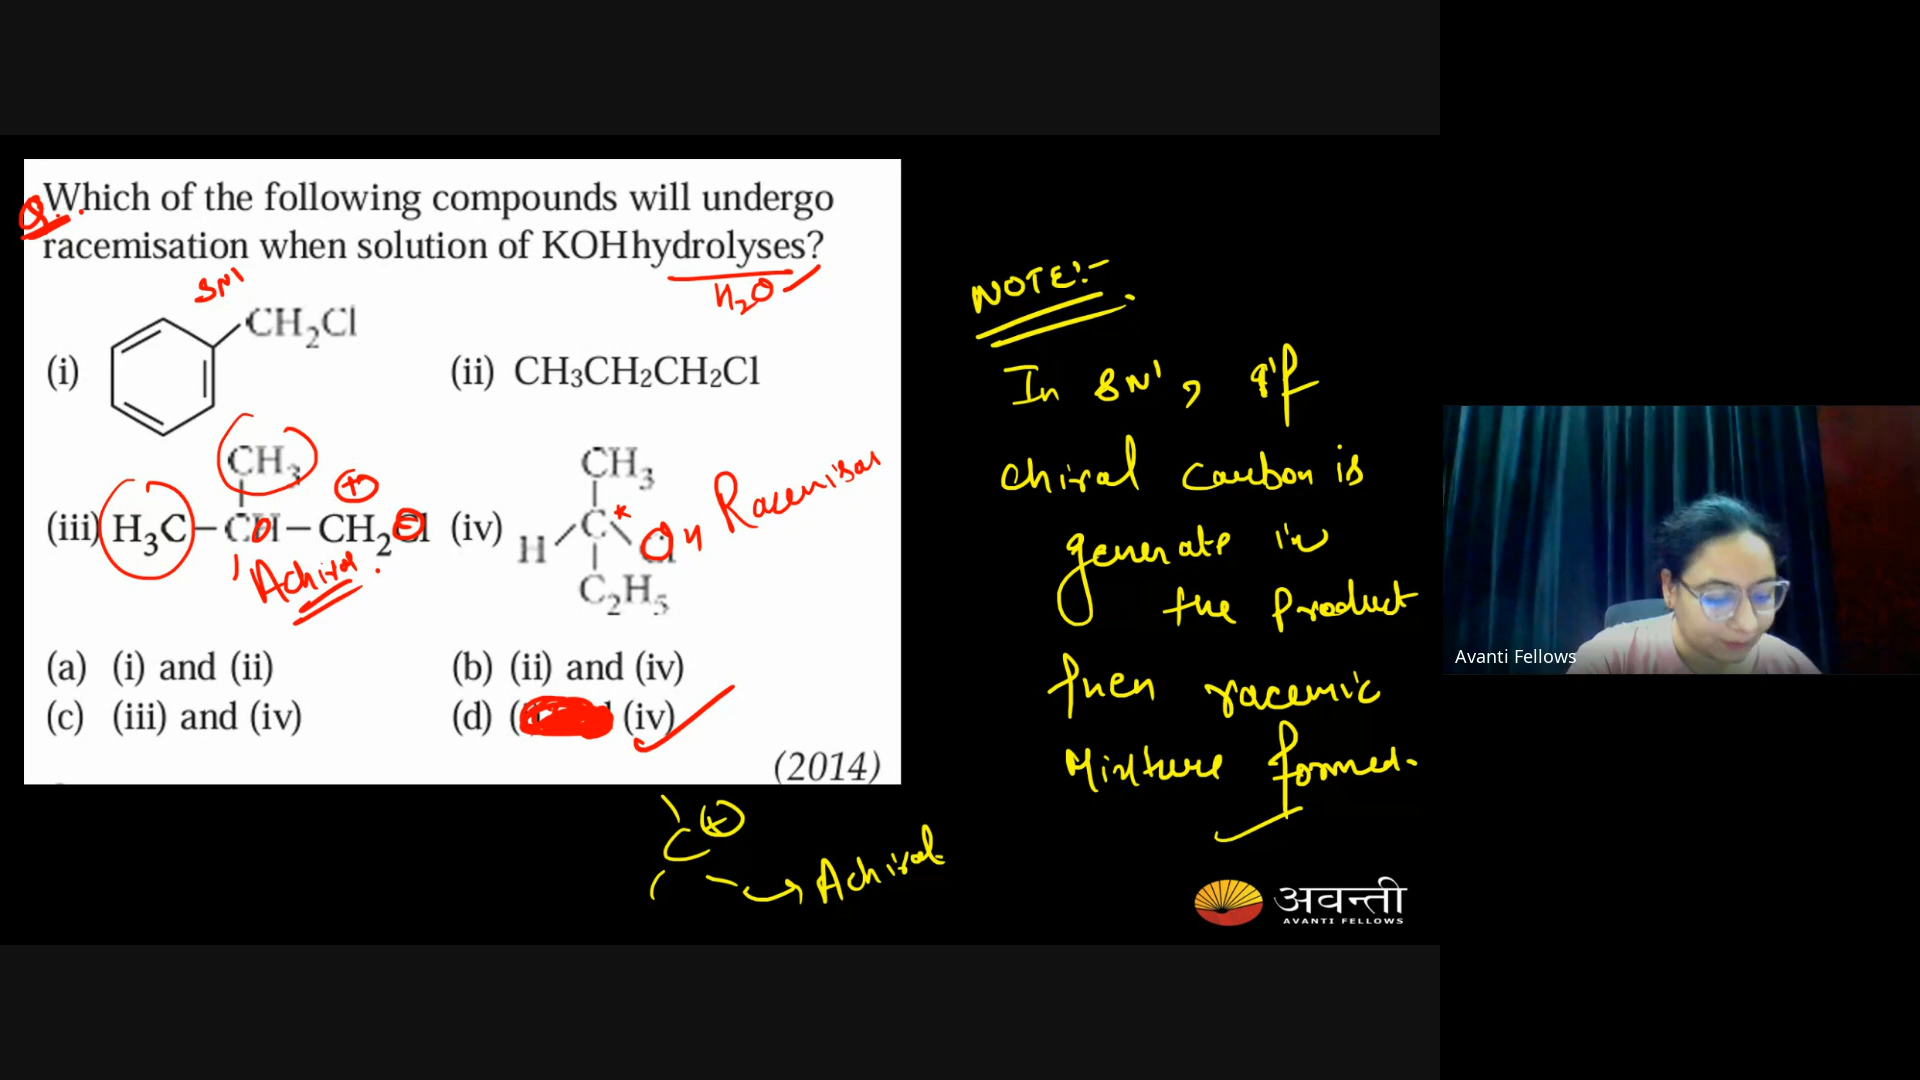 Q.
Which of the following compounds will undergo
racemisation when solution of KOH hydrolyses?
SN1
H2O
(i)
CH2Cl
(ii) CH3CH2CH2Cl
CH3
(iii) H3C–CH–CH2Cl
Achiral.
(iv)
CH3
H C* OH
C2H5
(a) (i) and (ii)
(b) (ii) and (iv)
(c) (iii) and (iv)
(d) (iv)
(2014)
NOTE:-
In SN1, if
chiral carbon is
generate in
the product
then racemic
Mixture formed.
C+
Achiral
अवन्ती
AVANTI FELLOWS
Avanti Fellows